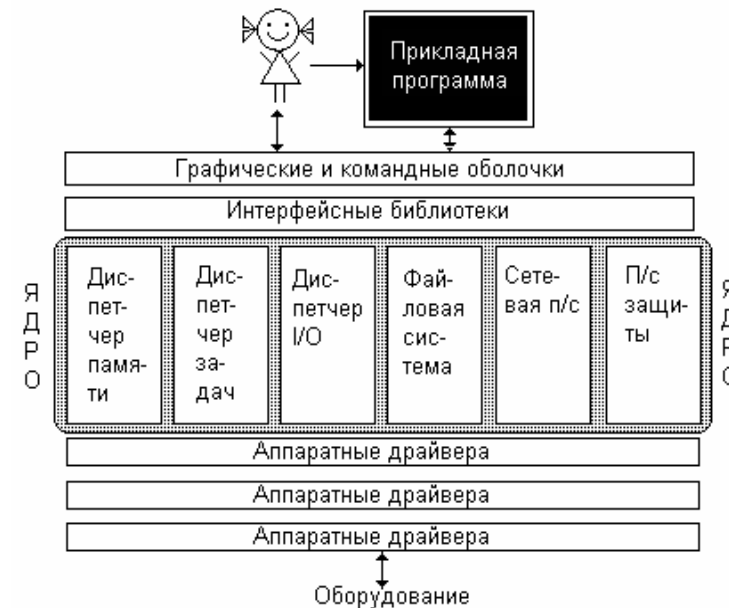 Прикладная
программа
Графические и командные оболочки
Интерфейсные библиотеки
Я
Д
Р
О
Дис-
пет-
чер
памя-
ти
Дис-
пет-
чер
за-
дач
Дис-
петчер
I/O
Фай-
ловая
сис-
тема
Сете-
вая п/с
П/с
защи-
ты
Я
Д
Р
О
Аппаратные драйвера
Аппаратные драйвера
Аппаратные драйвера
Оборудование